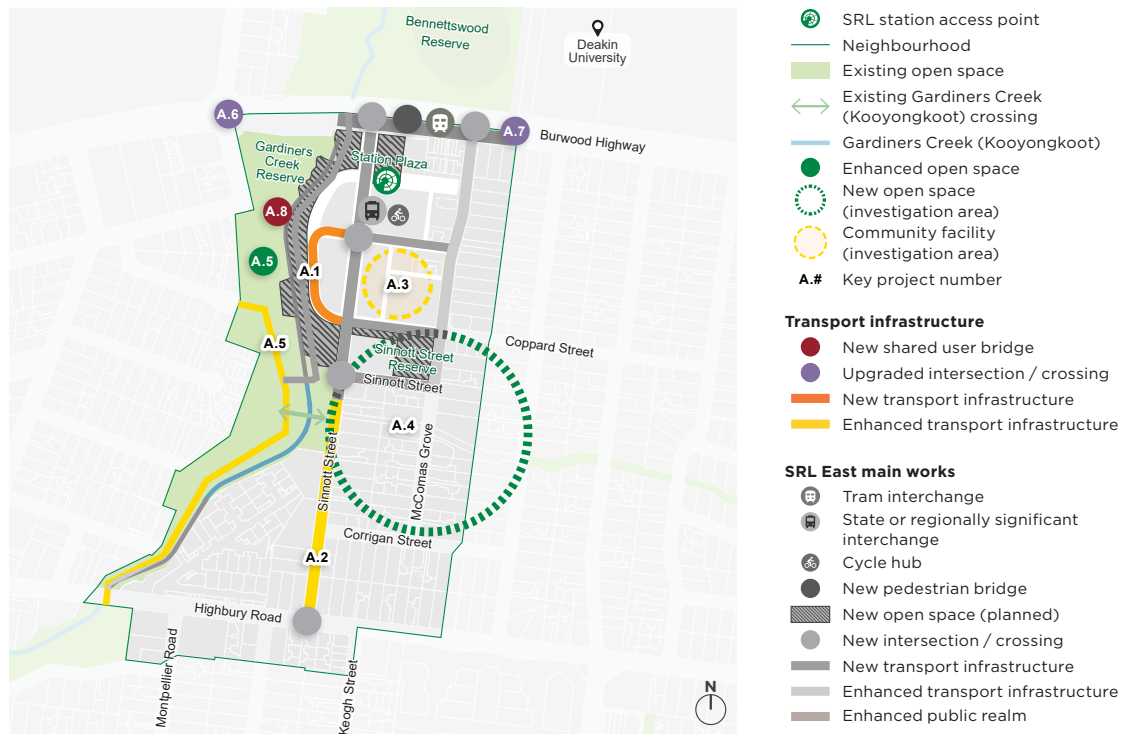 Bennettswood
Reserve
Deakin
University
A.6
A.7
Burwood Highway
Gardiners
Creek
Reserve
Station Plaza
A.8
A.5
A.1
A.3
A.5
Coppard Street
Sinnott Street
Reserve
Sinnott Street
A.4
Sinnott Street
McComas Grove
Corrigan Street
A.2
Highbury Road
Montpellier Road
Keogh Street
N
SRL station access point
Neighbourhood
Existing open space
Existing Gardiners Creek
(Kooyongkoot) crossing
Gardiners Creek (Kooyongkoot)
Enhanced open space
New open space
(investigation area)
Community facility
(investigation area)
A.# Key project number
Transport infrastructure
New shared user bridge
Upgraded intersection / crossing
New transport infrastructure
Enhanced transport infrastructure
SRL East main works
Tram interchange
State or regionally significant
interchange
Cycle hub
New pedestrian bridge
New open space (planned)
New intersection / crossing
New transport infrastructure
Enhanced transport infrastructure
Enhanced public realm